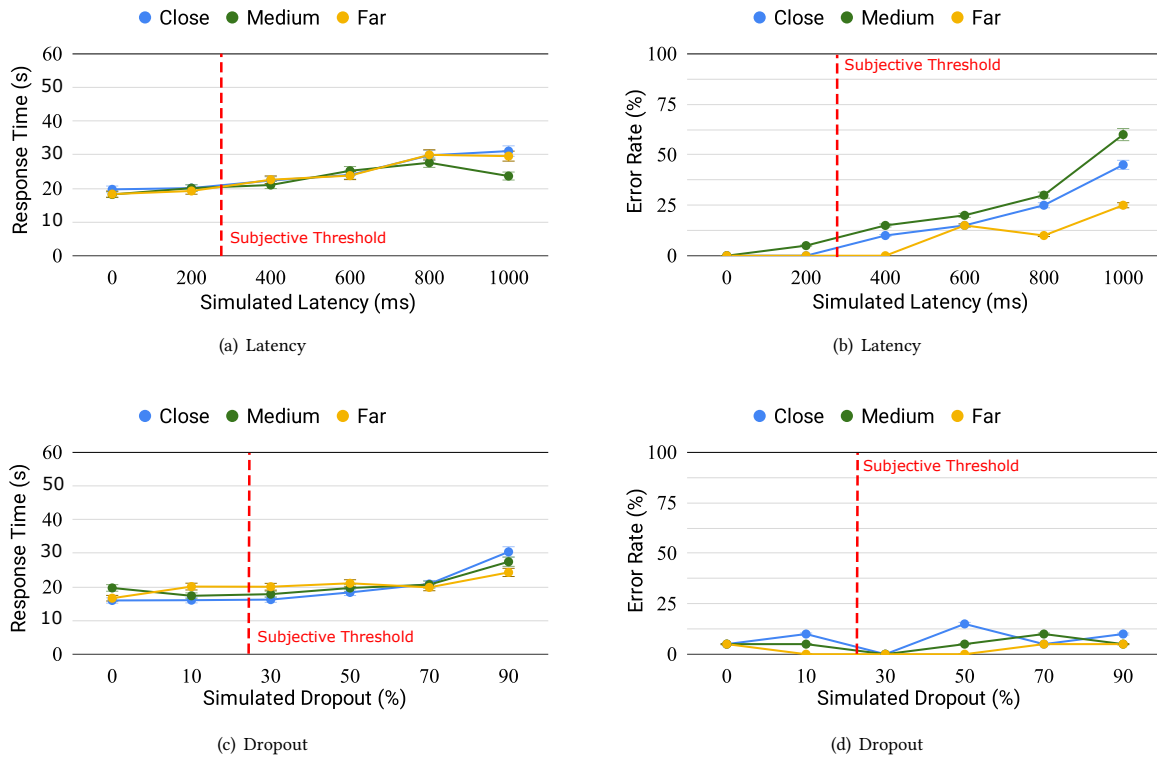 Close Medium Far
60
50
40
30
20
10
0
Response Time (s)
Subjective Threshold
0 200 400 600 800 1000
Simulated Latency (ms)
(a) Latency
Close Medium Far
100
75
50
25
0
Error Rate (%)
Subjective Threshold
0 200 400 600 800 1000
Simulated Latency (ms)
(b) Latency
Close Medium Far
60
50
40
30
20
10
0
Response Time (s)
Subjective Threshold
0 10 30 50 70 90
Simulated Dropout (%)
(c) Dropout
Close Medium Far
100
75
50
25
0
Error Rate (%)
Subjective Threshold
0 10 30 50 70 90
Simulated Dropout (%)
(d) Dropout